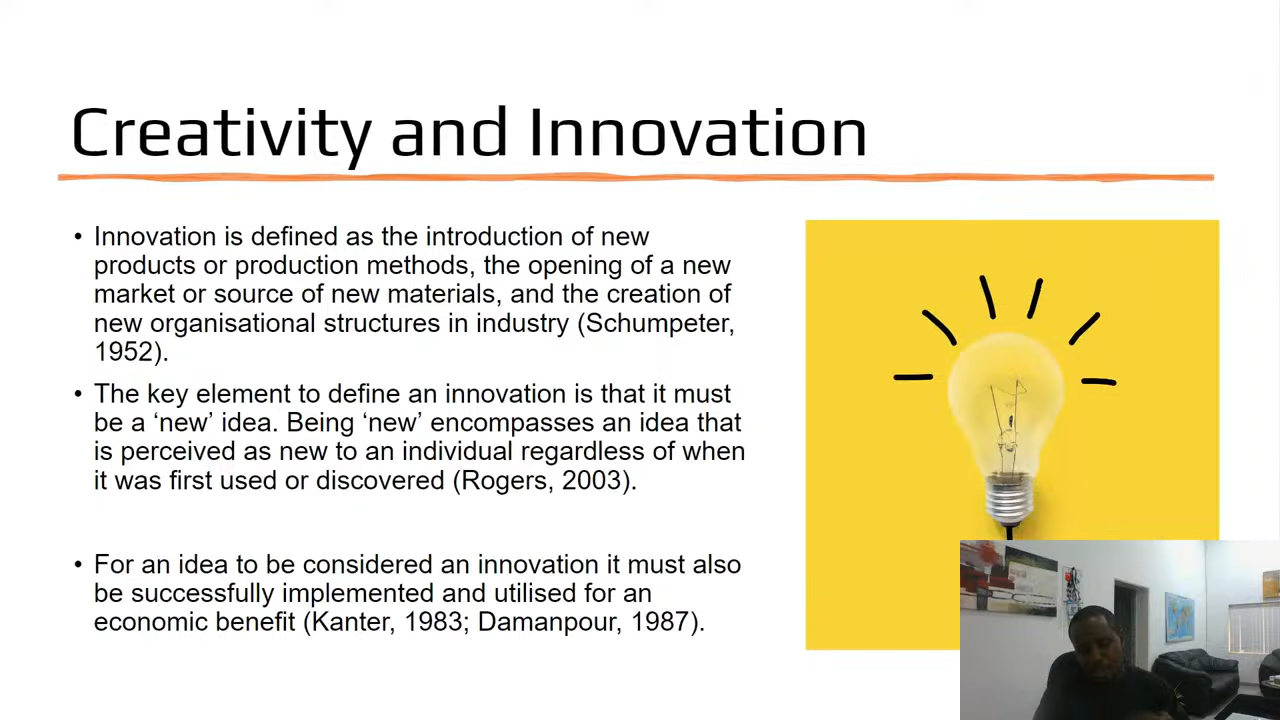 Creativity and Innovation
• Innovation is defined as the introduction of new
products or production methods, the opening of a new
market or source of new materials, and the creation of
new organisational structures in industry (Schumpeter,
1952).
• The key element to define an innovation is that it must
be a ‘new’ idea. Being ‘new’ encompasses an idea that
is perceived as new to an individual regardless of when
it was first used or discovered (Rogers, 2003).
• For an idea to be considered an innovation it must also
be successfully implemented and utilised for an
economic benefit (Kanter, 1983; Damanpour, 1987).